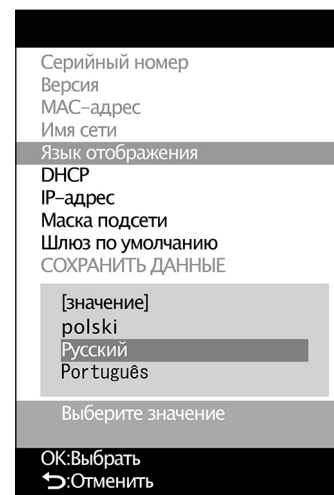 Серийный номер
Версия
MAC-адрес
Имя сети
Язык отображения
DHCP
IP-адрес
Маска подсети
Шлюз по умолчанию
СОХРАНИТЬ ДАННЫЕ
[значение]
polski
Русский
Português
Выберите значение
OK:Выбрать
⮌:Отменить